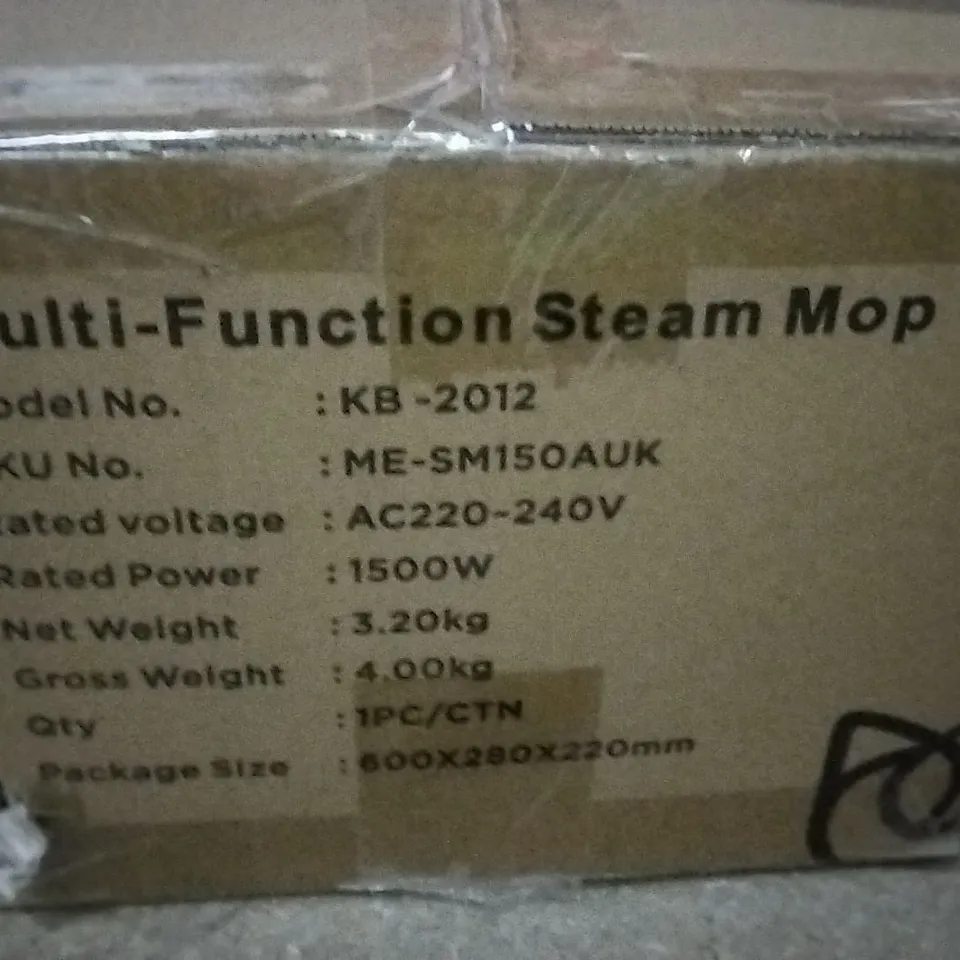 ulti-Function Steam Mop
odel No. : KB -2012
KU No. : ME-SM150AUK
ated voltage : AC220~240V
Rated Power : 1500W
Net Weight : 3.20kg
Gross Weight : 4.00kg
Qty : 1PC/CTN
Package Size : 600X280X220mm